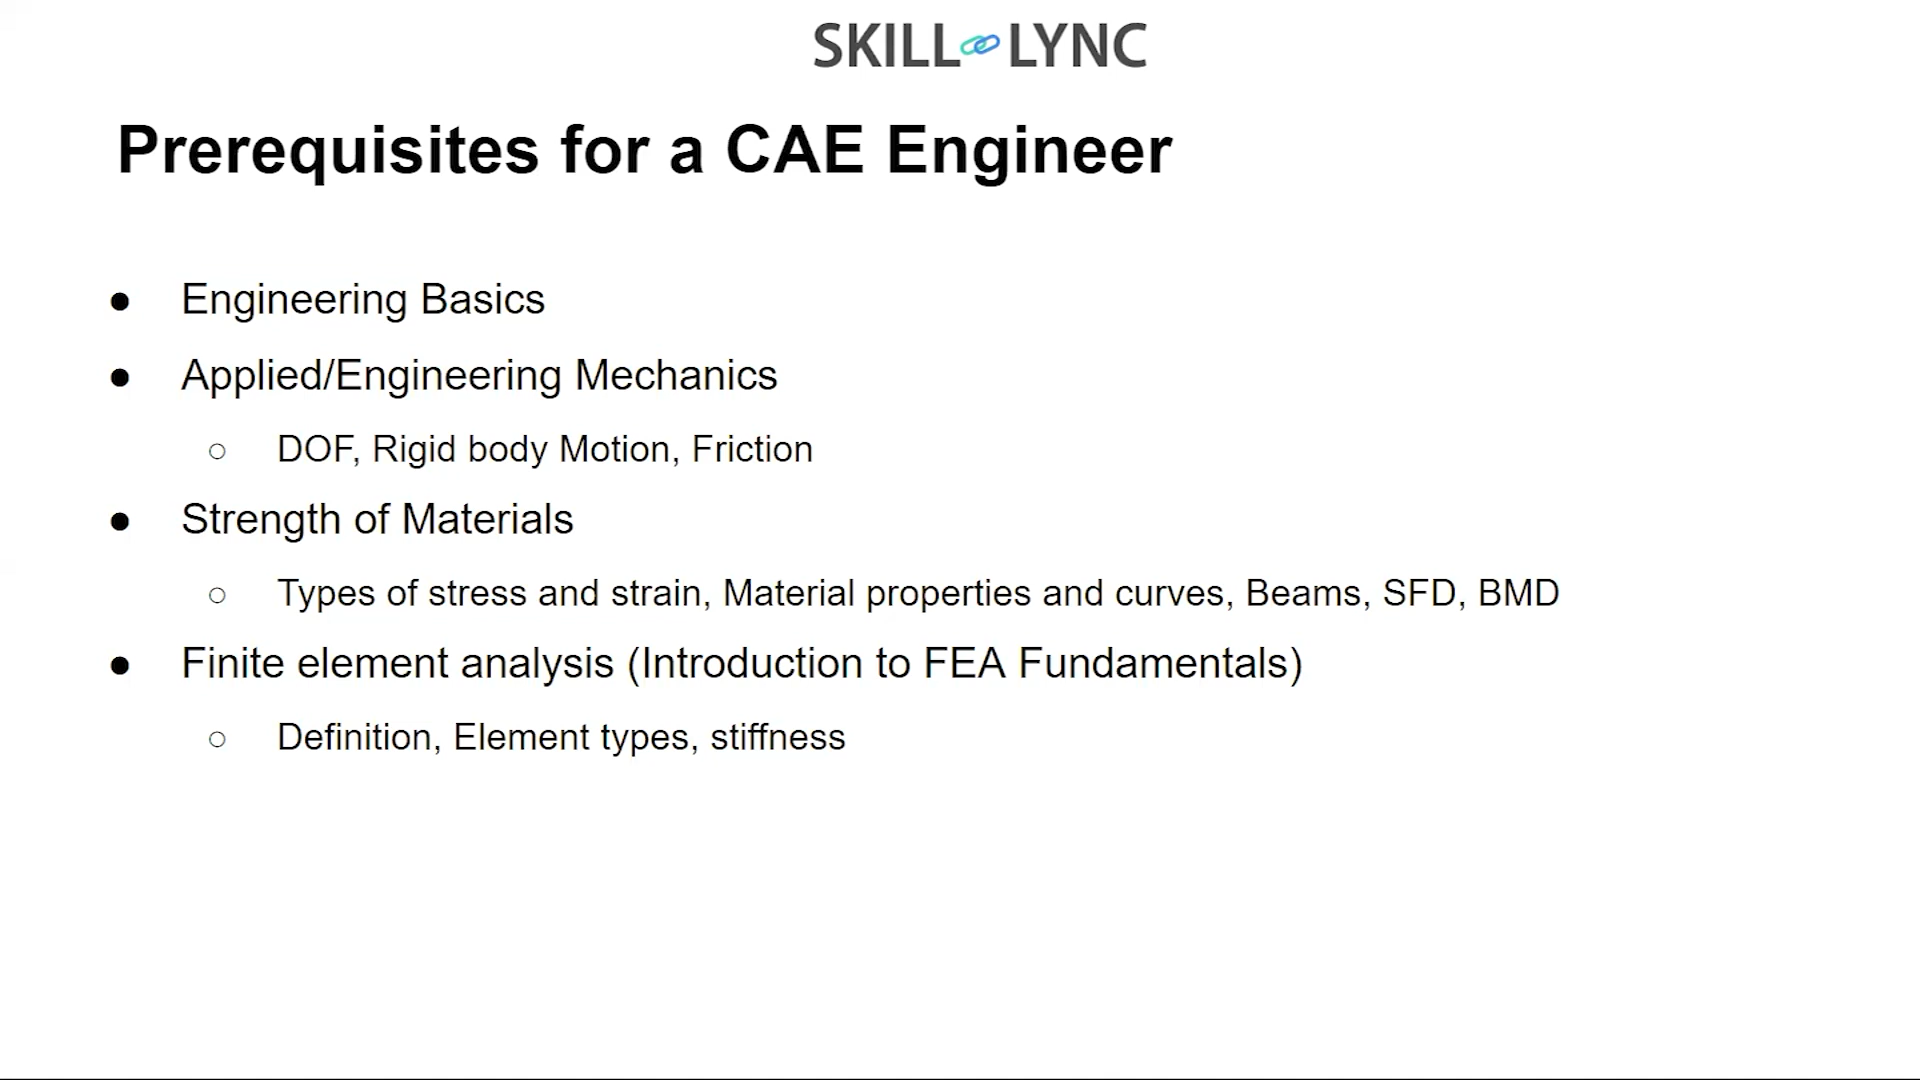 SKILL LYNC
Prerequisites for a CAE Engineer
● Engineering Basics
● Applied/Engineering Mechanics
○ DOF, Rigid body Motion, Friction
● Strength of Materials
○ Types of stress and strain, Material properties and curves, Beams, SFD, BMD
● Finite element analysis (Introduction to FEA Fundamentals)
○ Definition, Element types, stiffness